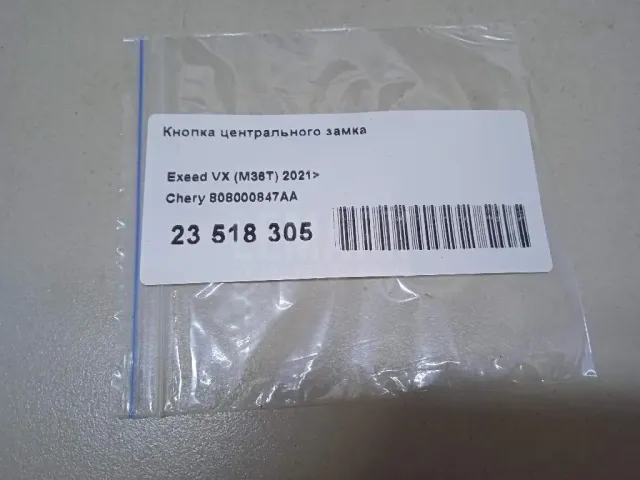 Кнопка центрального замка
Exeed VX (M36T) 2021>
Chery 808000847AA
23 518 305